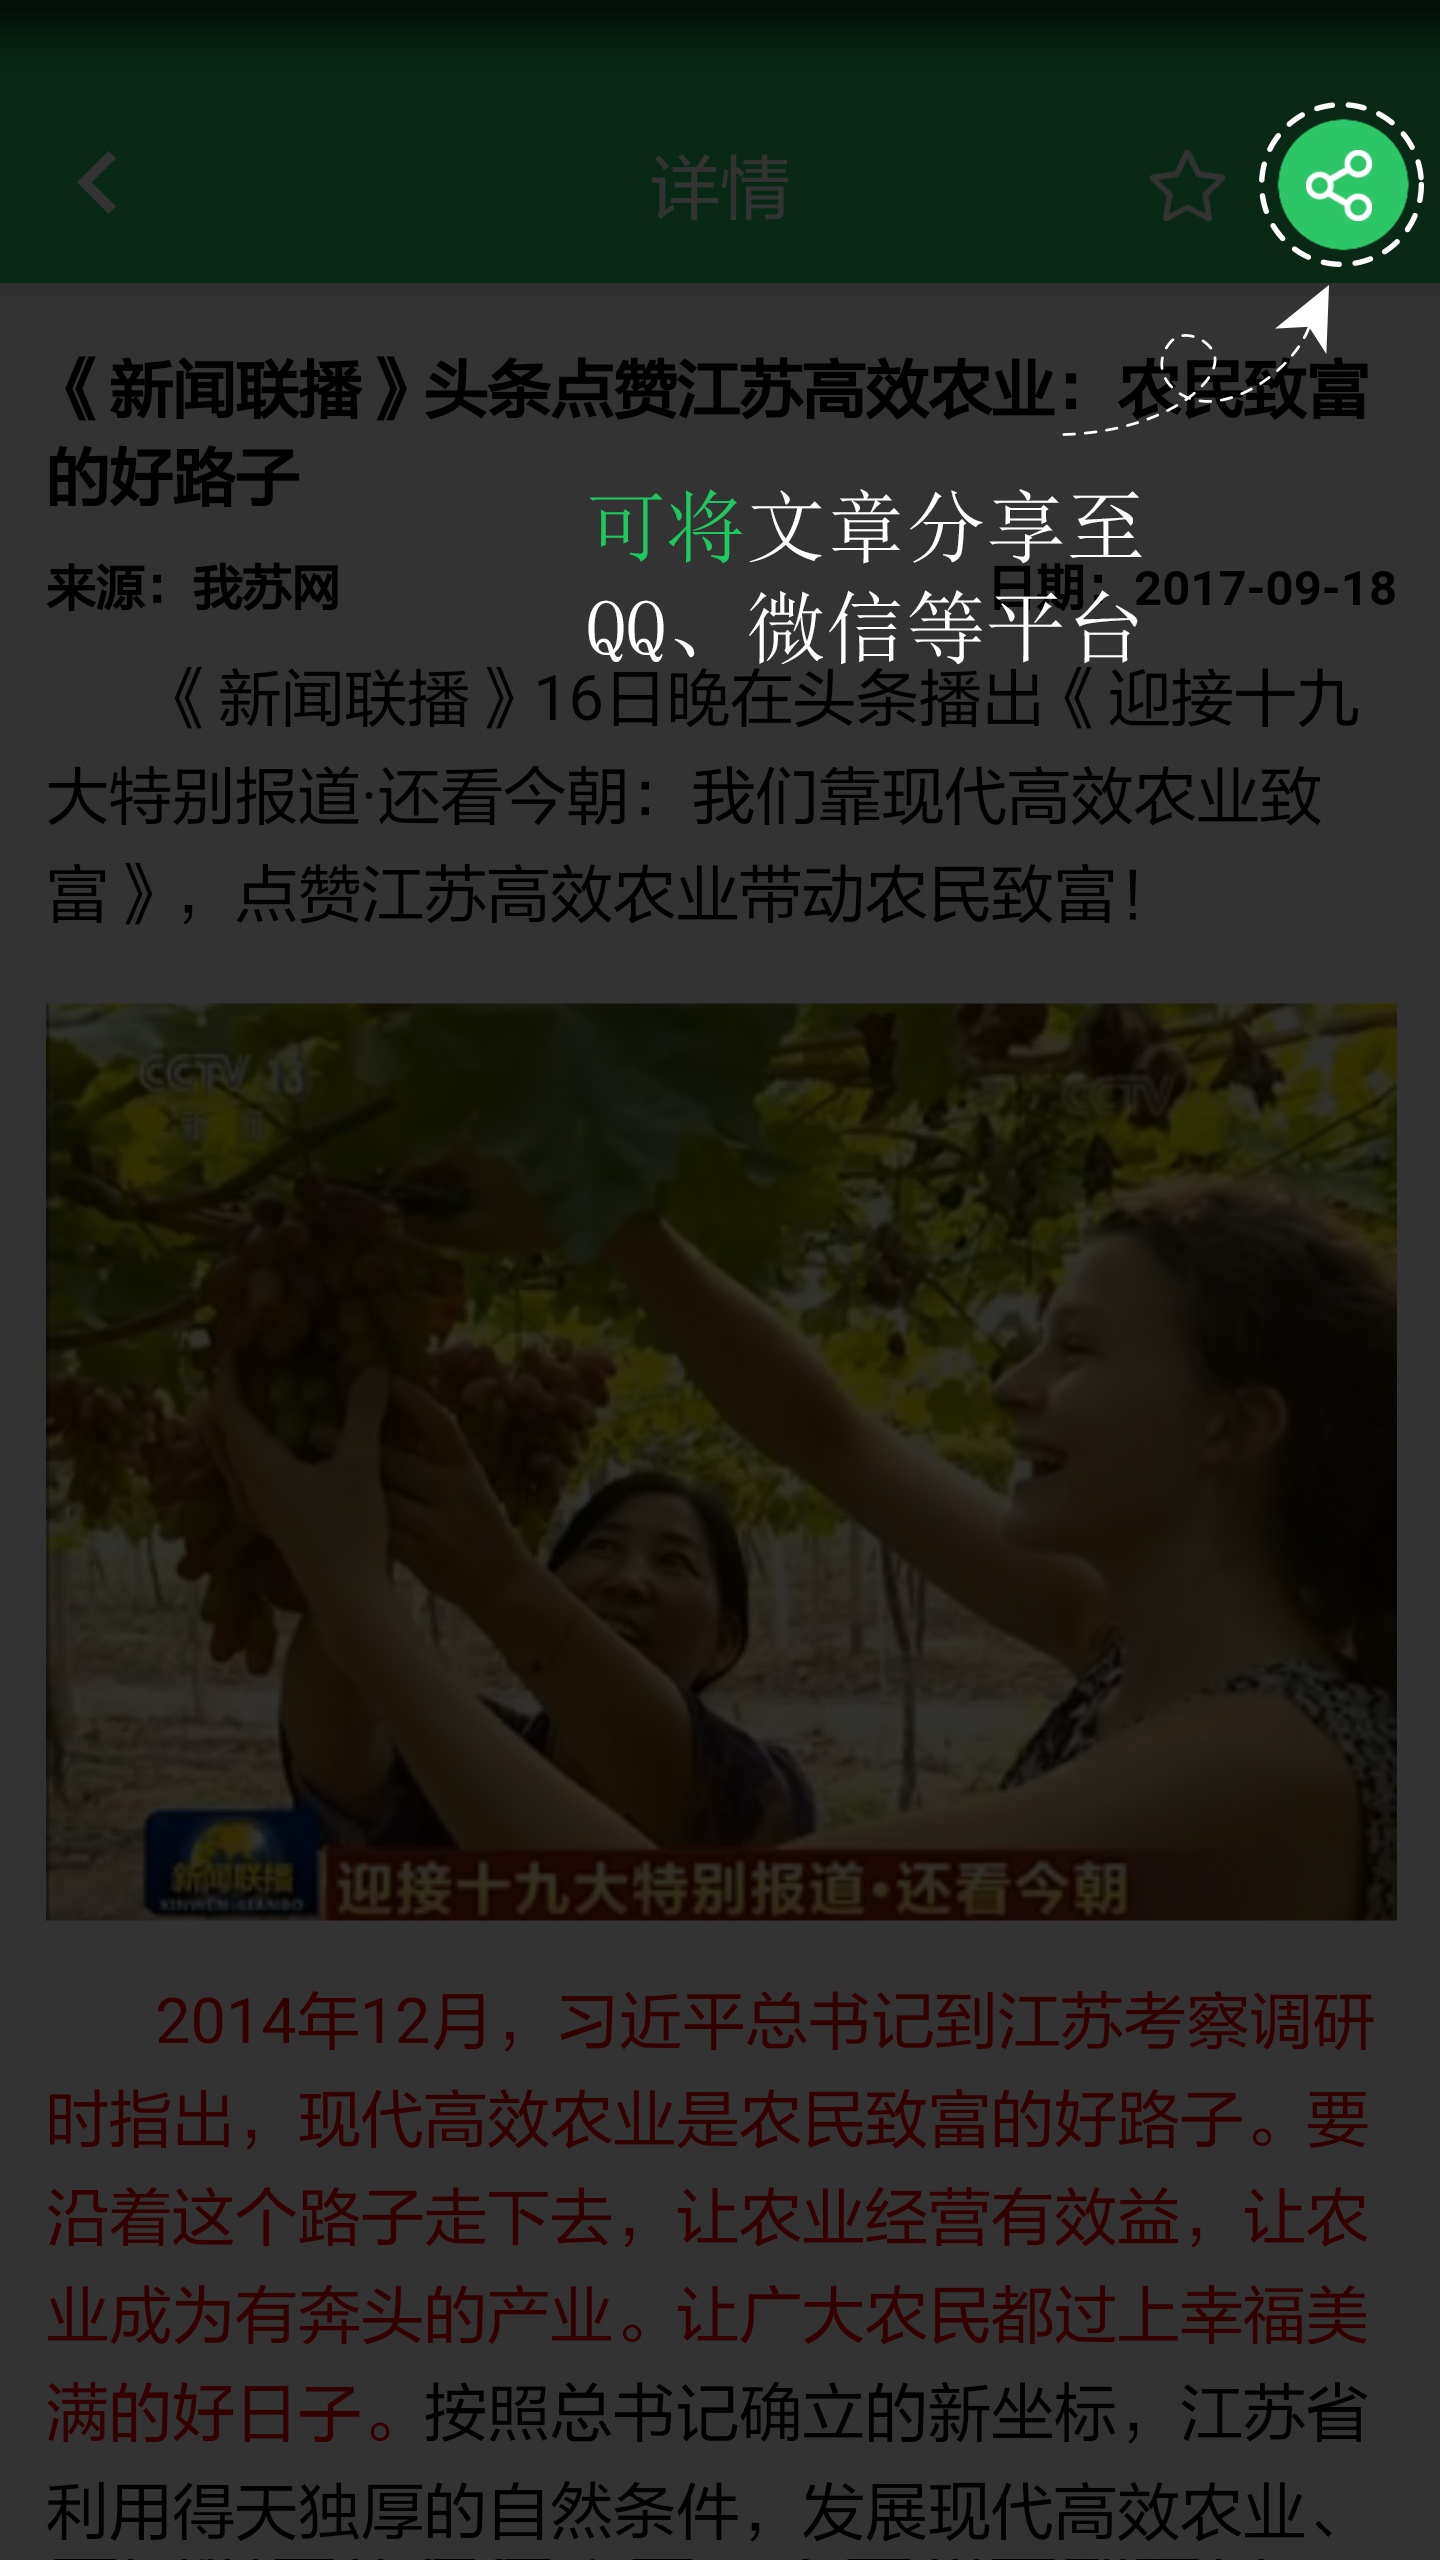 详情
《新闻联播》头条点赞江苏高效农业：农民致富
的好路子
可将文章分享至
来源：我苏网
日期：2017-09-18
QQ、微信等平台
《新闻联播》16日晚在头条播出《迎接十九
大特别报道·还看今朝：我们靠现代高效农业致
富》，点赞江苏高效农业带动农民致富！
CCTV 13
新闻
CCTV
新闻联播
XINWEN LIANBO
迎接十九大特别报道·还看今朝
2014年12月，习近平总书记到江苏考察调研
时指出，现代高效农业是农民致富的好路子。要
沿着这个路子走下去，让农业经营有效益，让农
业成为有奔头的产业。让广大农民都过上幸福美
满的好日子。按照总书记确立的新坐标，江苏省
利用得天独厚的自然条件，发展现代高效农业、